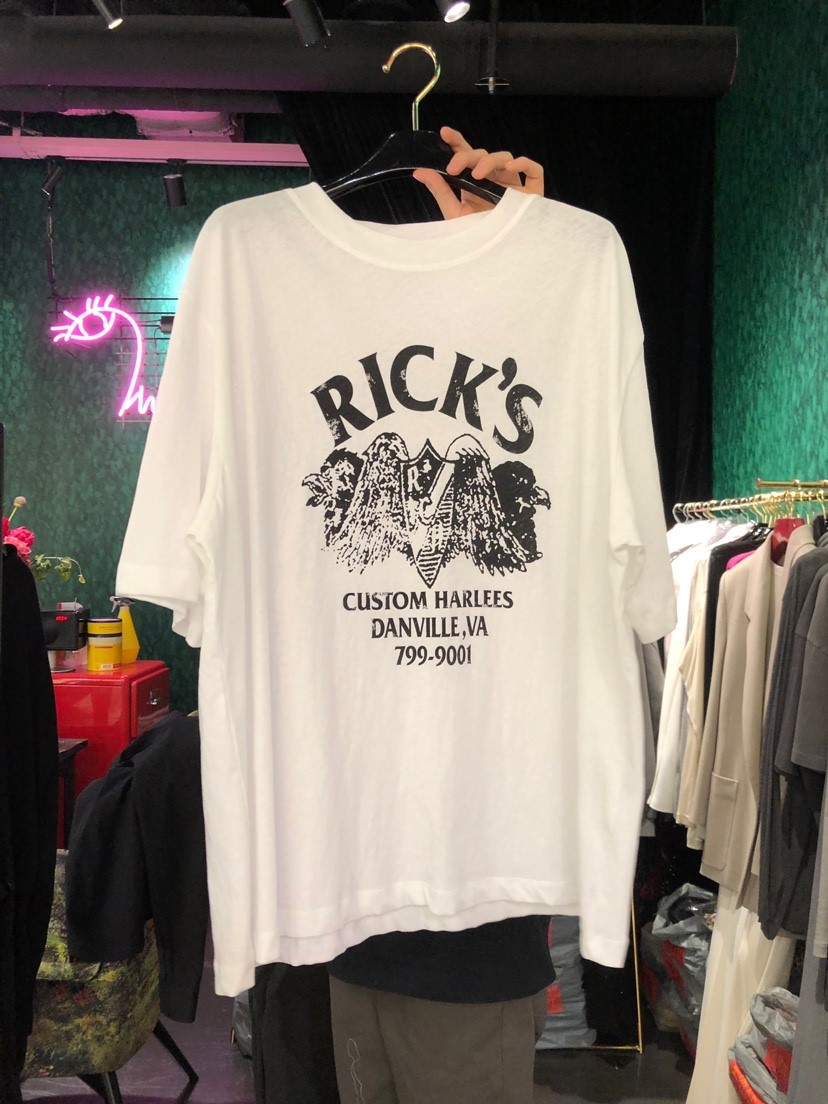 RICK'S
R
CUSTOM HARLEES
DANVILLE, VA
799-9001